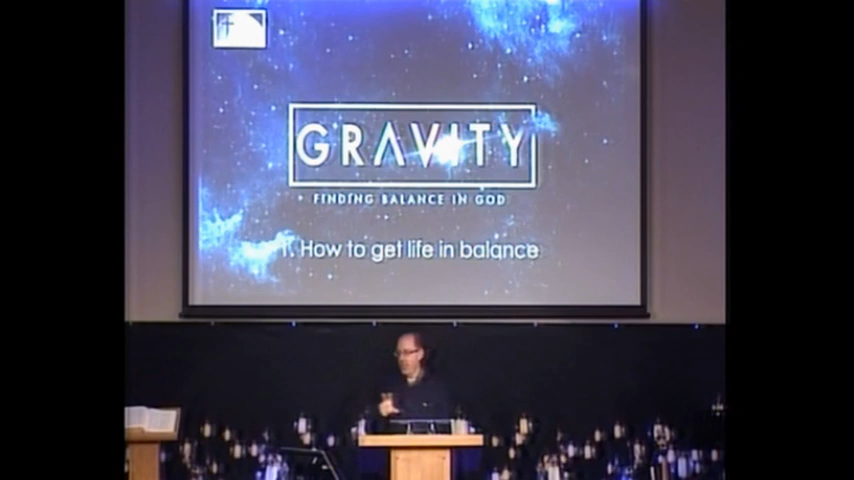 GRAVITY
FINDING BALANCE IN GOD
1. How to get life in balance